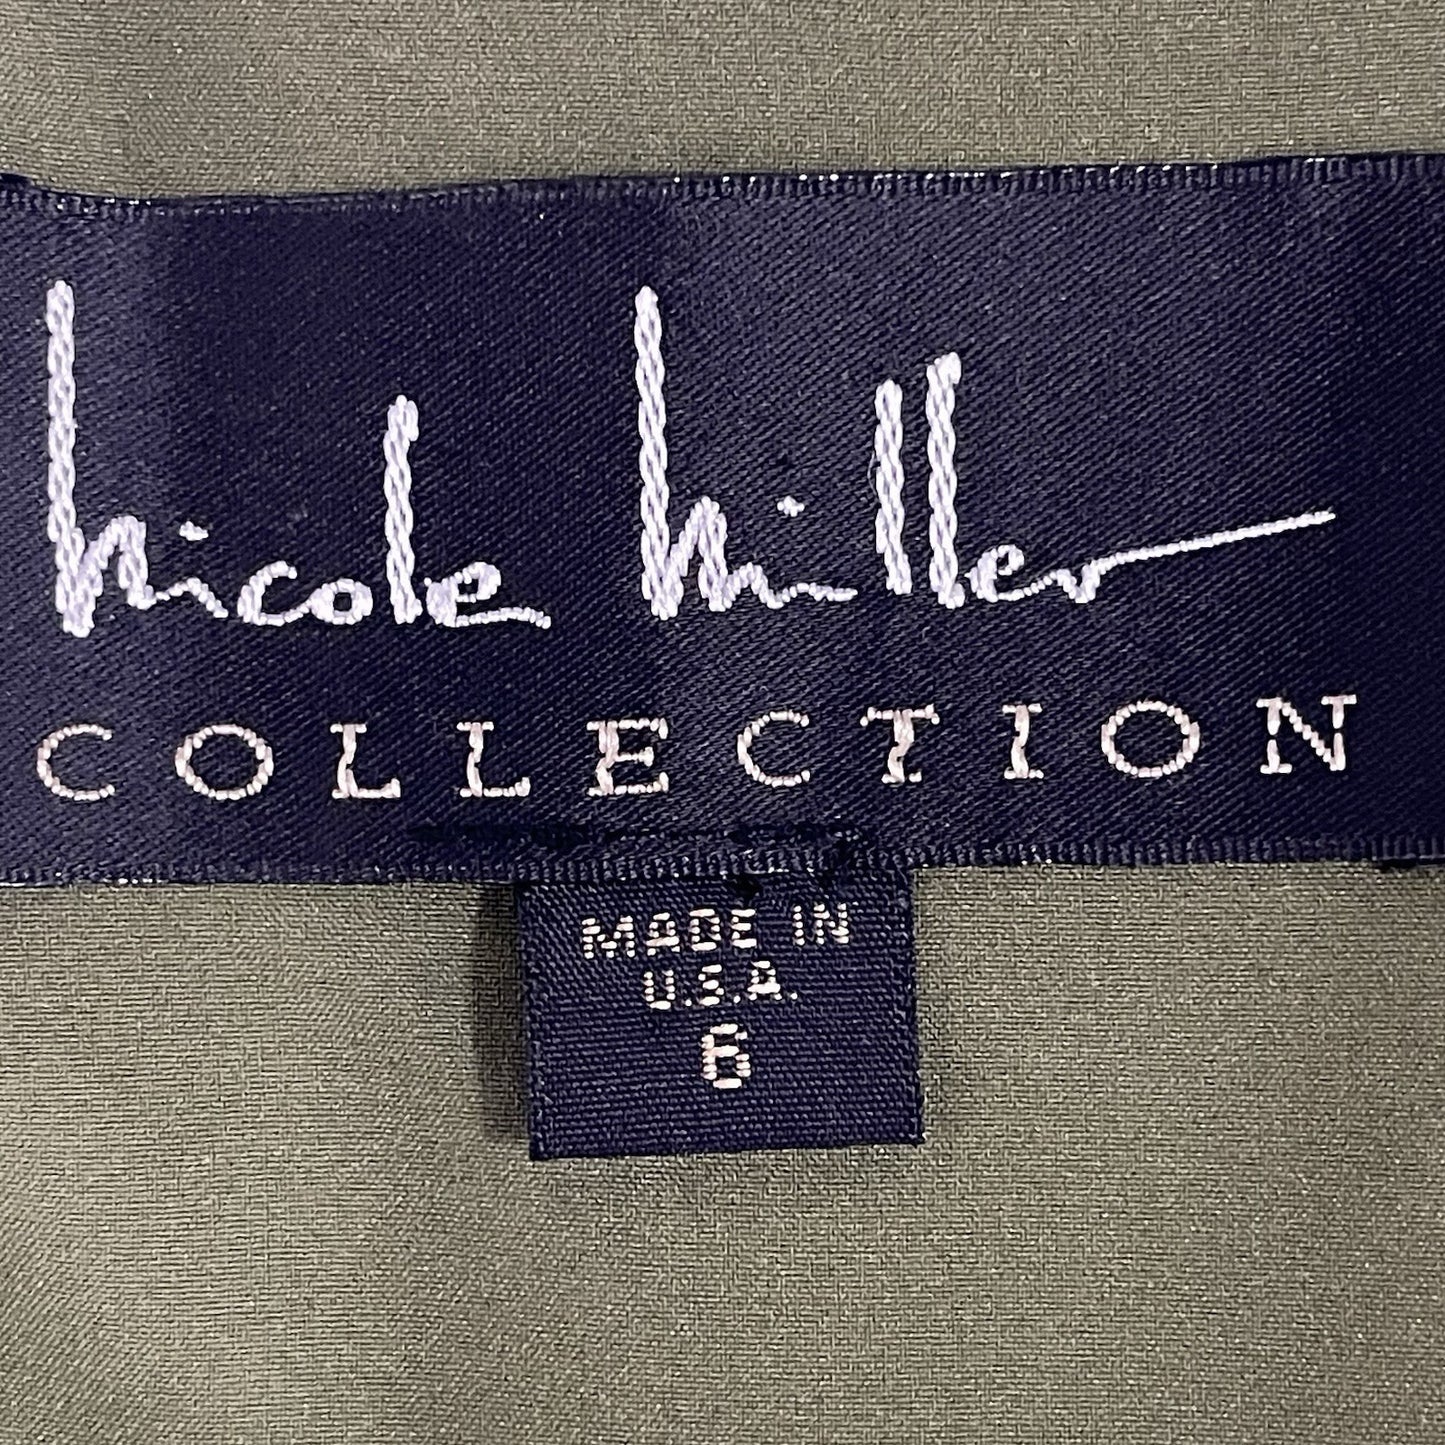 nicole miller
COLLECTION
MADE IN
U.S.A.
6